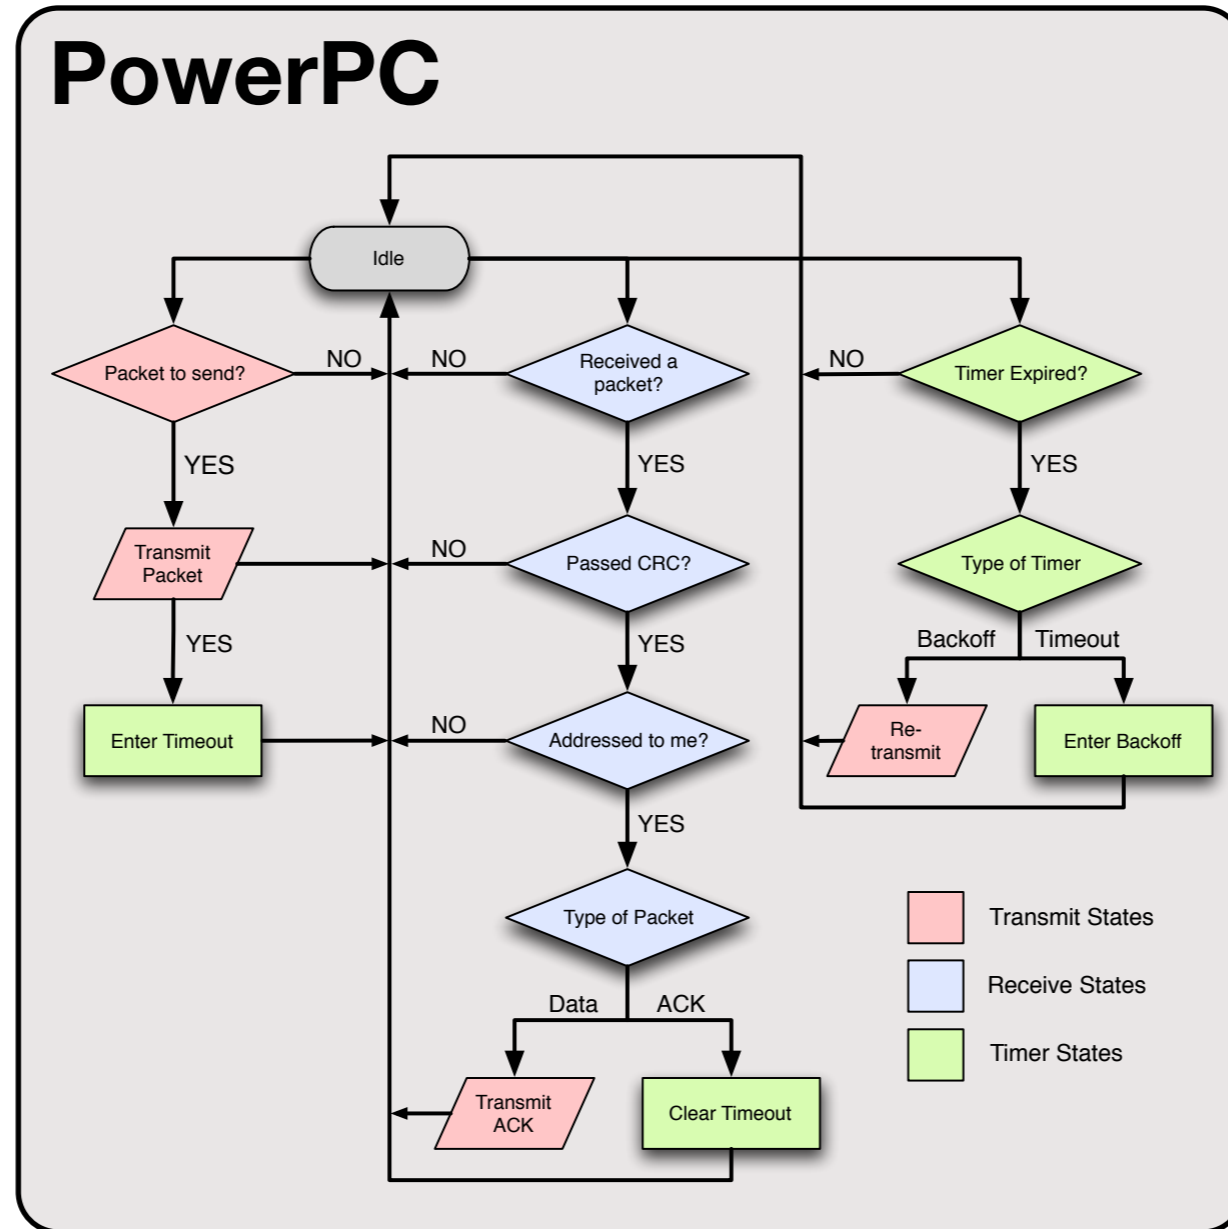 PowerPC
Idle
Packet to send?
NO
NO
Received a
packet?
NO
Timer Expired?
YES
YES
YES
Transmit
Packet
NO
Passed CRC?
Type of Timer
YES
YES
Backoff
Timeout
Enter Timeout
NO
Addressed to me?
Re-
transmit
Enter Backoff
YES
Type of Packet
Transmit States
Receive States
Data
ACK
Timer States
Transmit
ACK
Clear Timeout